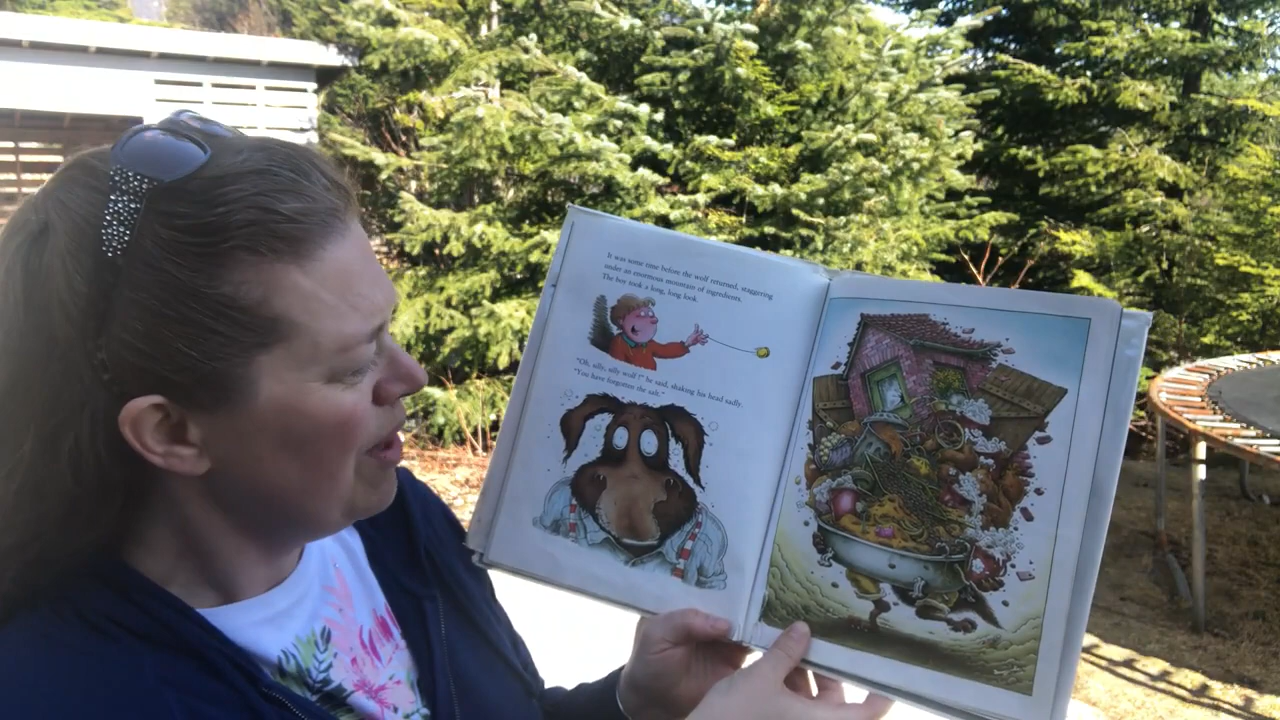 It was some time before the wolf returned, staggering
under an enormous mountain of ingredients.
The boy took a long, long look.
"Oh, silly, silly wolf!" he said, shaking his head sadly.
"You have forgotten the salt."